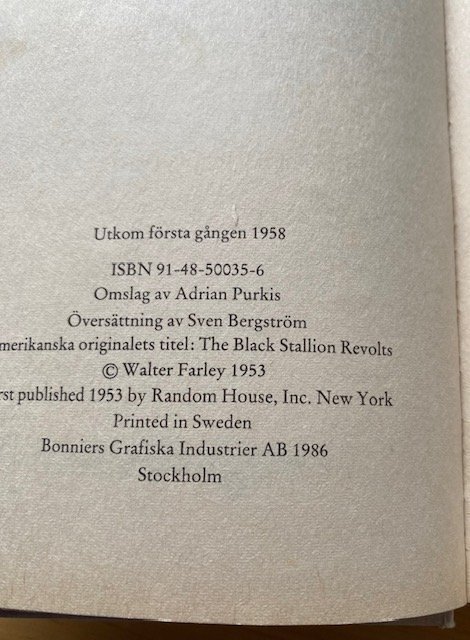 Utkom första gången 1958
ISBN 91-48-50035-6
Omslag av Adrian Purkis
Översättning av Sven Bergström
merikanska originalets titel: The Black Stallion Revolts
© Walter Farley 1953
rst published 1953 by Random House, Inc. New York
Printed in Sweden
Bonniers Grafiska Industrier AB 1986
Stockholm